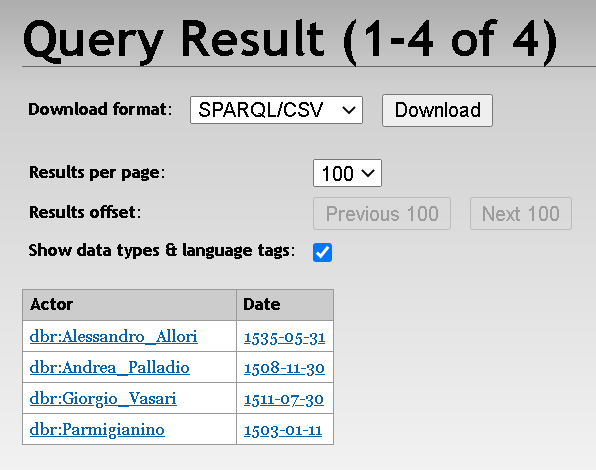 Query Result (1-4 of 4)
Download format: SPARQL/CSV Download
Results per page: 100
Results offset: Previous 100 Next 100
Show data types & language tags:
Actor Date
dbr:Alessandro_Allori 1535-05-31
dbr:Andrea_Palladio 1508-11-30
dbr:Giorgio_Vasari 1511-07-30
dbr:Parmigianino 1503-01-11